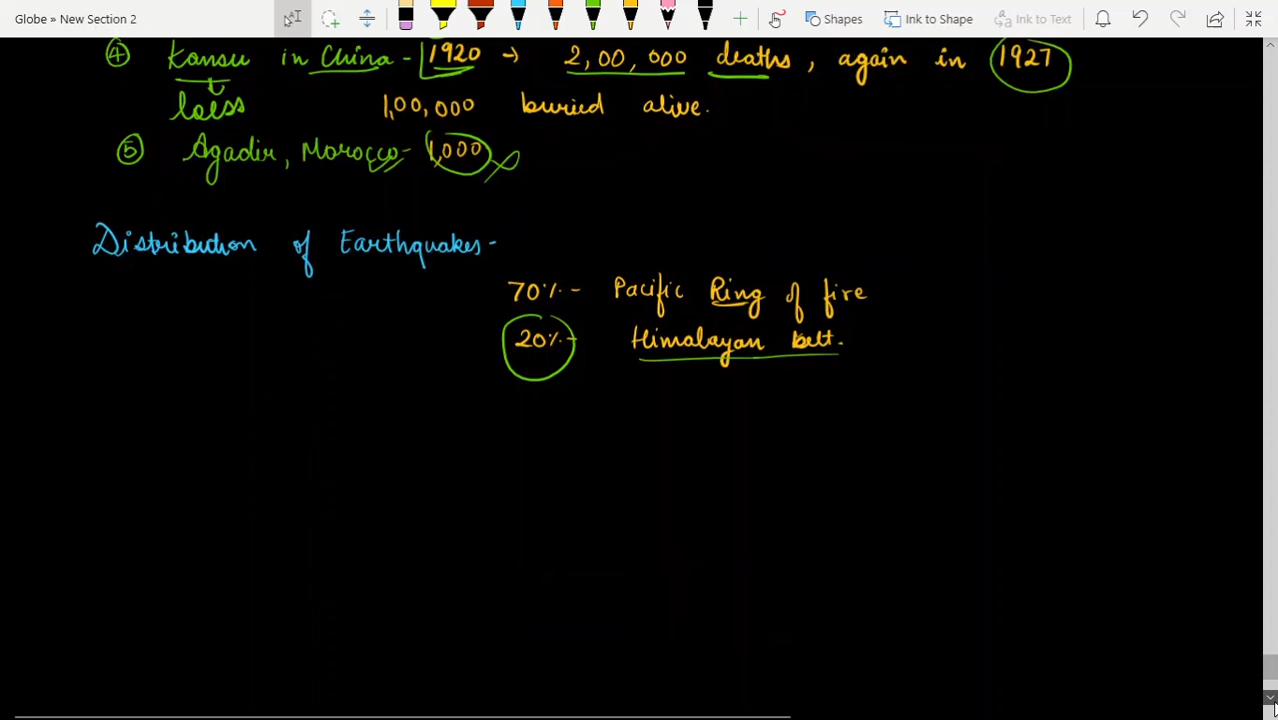 Globe » New Section 2
Shapes Ink to Shape Ink to Text
④ Kansu in China - 1920 → 2,00,000 deaths, again in 1927
loess 1,00,000 buried alive.
⑤ Agadir, Morocco - 1,000
Distribution of Earthquakes -
70% - Pacific Ring of fire
20% - Himalayan belt.